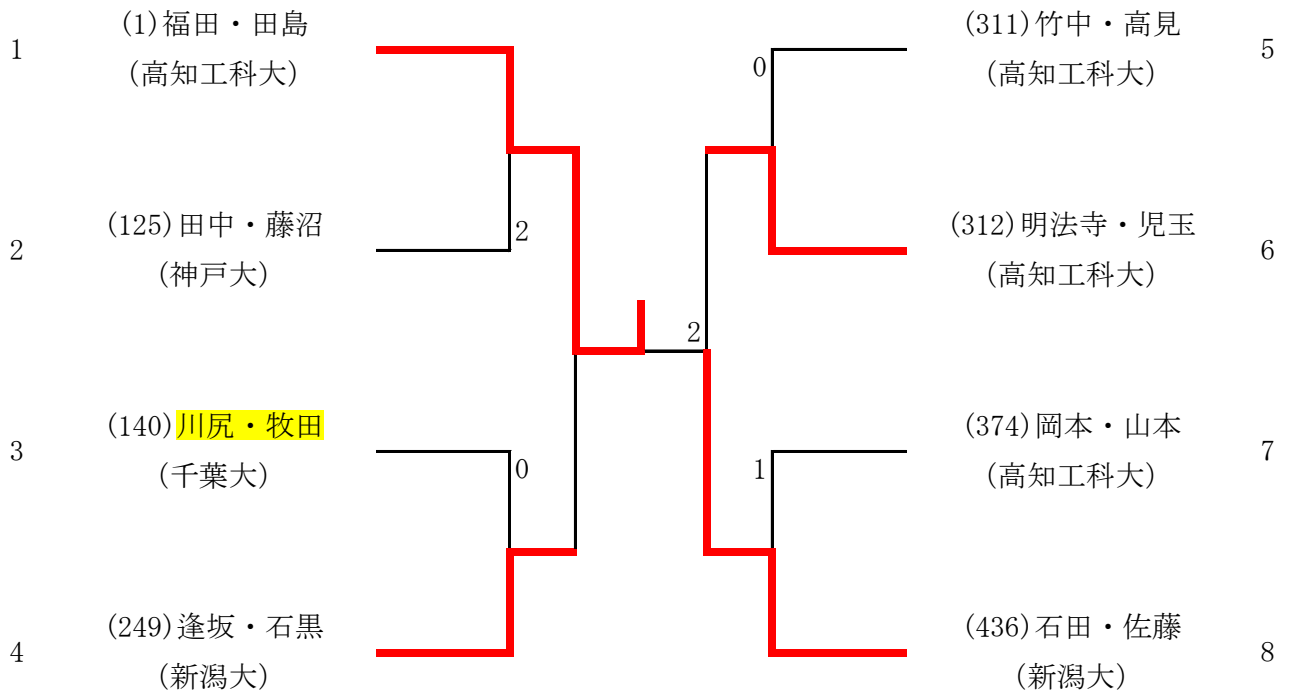 1
(1)福田・田島
(高知工科大)
2
(125)田中・藤沼
(神戸大)
2
3
(140)川尻・牧田
(千葉大)
0
4
(249)逢坂・石黒
(新潟大)
2
(311)竹中・高見
(高知工科大)
5
0
(312)明法寺・児玉
(高知工科大)
6
(374)岡本・山本
(高知工科大)
7
1
(436)石田・佐藤
(新潟大)
8